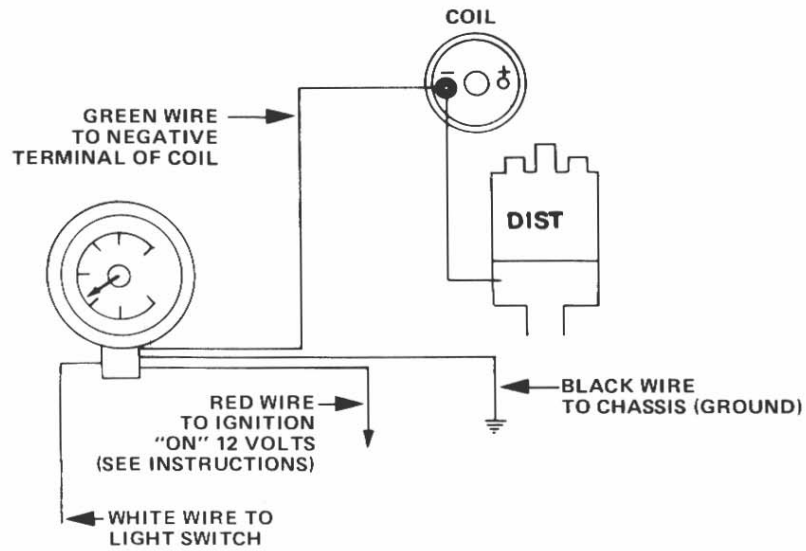 COIL
- +
GREEN WIRE
TO NEGATIVE
TERMINAL OF COIL
DIST
RED WIRE
TO IGNITION
"ON" 12 VOLTS
(SEE INSTRUCTIONS)
BLACK WIRE
TO CHASSIS (GROUND)
WHITE WIRE TO
LIGHT SWITCH